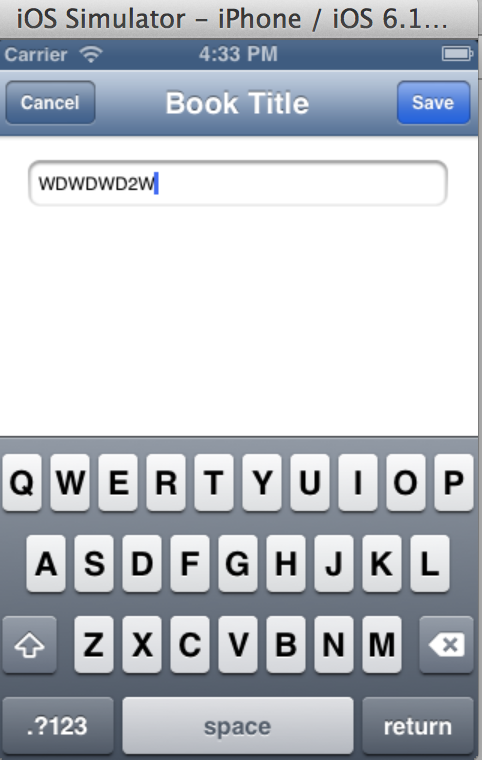 iOS Simulator – iPhone / iOS 6.1...
Carrier 4:33 PM
Cancel Book Title Save
WDWDWD2W
Q W E R T Y U I O P
A S D F G H J K L
Z X C V B N M
.?123 space return